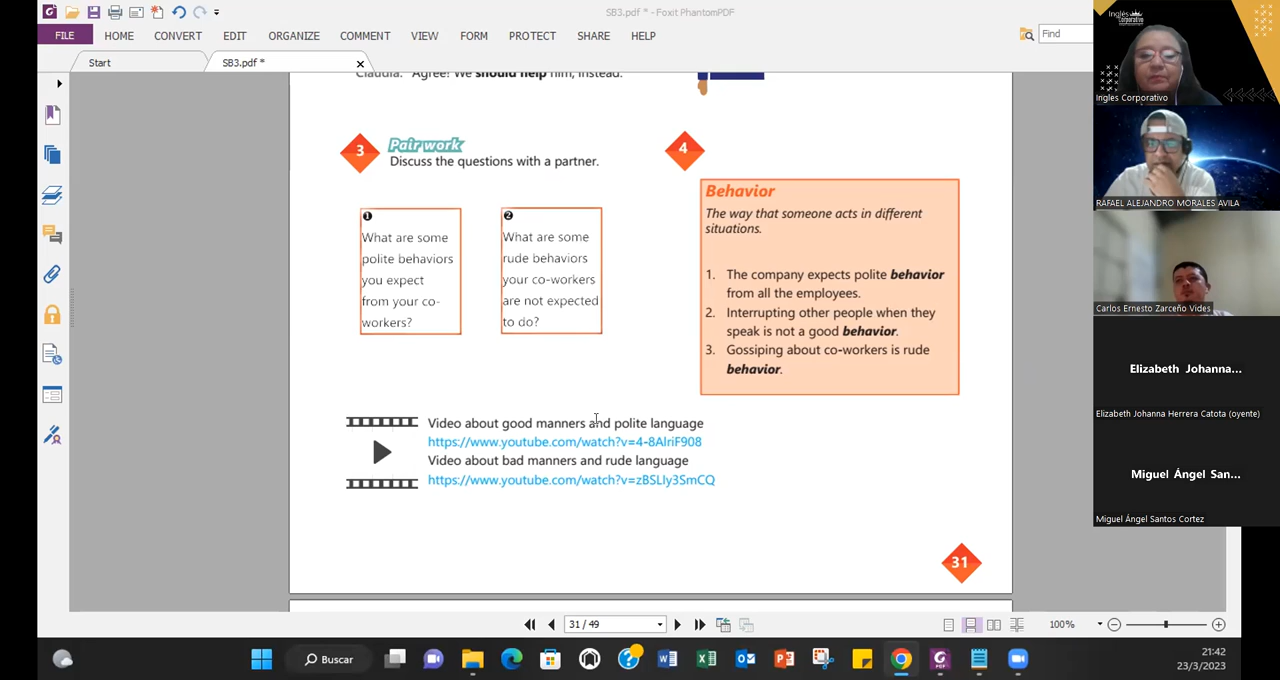 SB3.pdf * - Foxit PhantomPDF
FILE
HOME
CONVERT
EDIT
ORGANIZE
COMMENT
VIEW
FORM
PROTECT
SHARE
HELP
Find
Start
SB3.pdf *
Claudia: Agree! We should help him, instead.
3
Pair work
Discuss the questions with a partner.
1
What are some
polite behaviors
you expect
from your co-
workers?
2
What are some
rude behaviors
your co-workers
are not expected
to do?
4
Behavior
The way that someone acts in different
situations.
1. The company expects polite behavior
from all the employees.
2. Interrupting other people when they
speak is not a good behavior.
3. Gossiping about co-workers is rude
behavior.
Video about good manners and polite language
https://www.youtube.com/watch?v=4-8AlriF908
Video about bad manners and rude language
https://www.youtube.com/watch?v=zBSLIy3SmCQ
31
31 / 49
100%
Buscar
21:42
23/3/2023
Inglés
Corporativo
Ingles Corporativo
RAFAEL ALEJANDRO MORALES AVILA
Carlos Ernesto Zarceño Vides
Elizabeth Johanna...
Elizabeth Johanna Herrera Catota (oyente)
Miguel Ángel San...
Miguel Ángel Santos Cortez